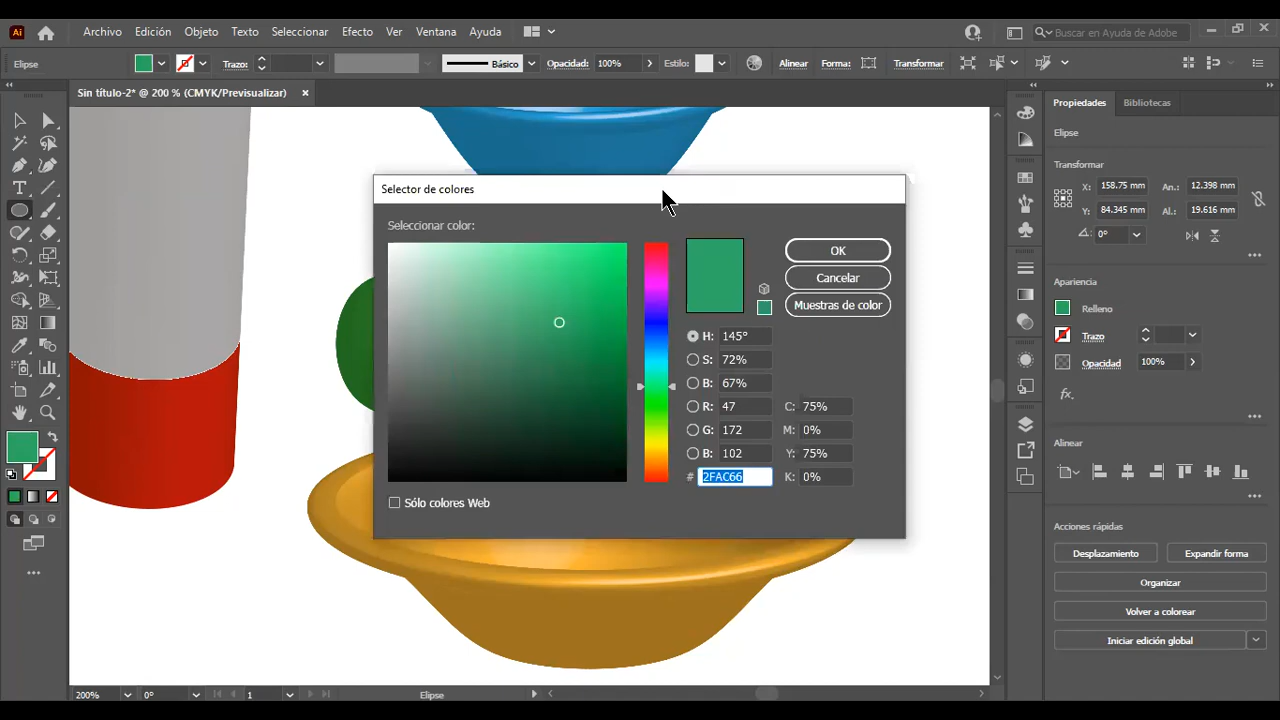 Ai Archivo Edición Objeto Texto Seleccionar Efecto Ver Ventana Ayuda Buscar en Ayuda de Adobe
Elipse Trazo: Básico Opacidad: 100% Estilo: Alinear Forma: Transformar
Sin título-2* @ 200 % (CMYK/Previsualizar)
Propiedades Bibliotecas
Elipse
Transformar
X: 158.75 mm An.: 12.398 mm
Y: 84.345 mm Al.: 19.616 mm
0°
Apariencia
Relleno
Trazo
Opacidad 100%
fx.
Alinear
Acciones rápidas
Desplazamiento Expandir forma
Organizar
Volver a colorear
Iniciar edición global
Selector de colores
Seleccionar color:
OK
Cancelar
Muestras de color
H: 145°
S: 72%
B: 67%
R: 47 C: 75%
G: 172 M: 0%
B: 102 Y: 75%
# 2FAC66 K: 0%
Sólo colores Web
200% 0° 1 Elipse